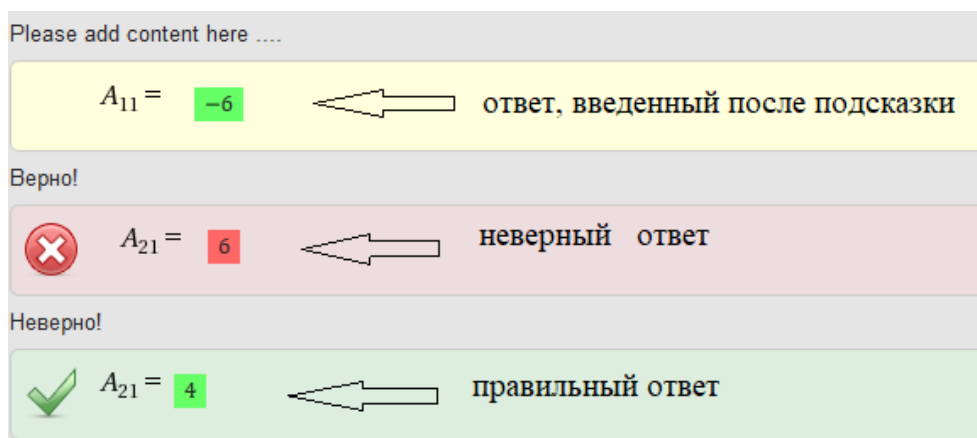 Please add content here ....
A₁₁ = −6 ответ, введенный после подсказки
Верно!
A₂₁ = 6 неверный ответ
Неверно!
A₂₁ = 4 правильный ответ